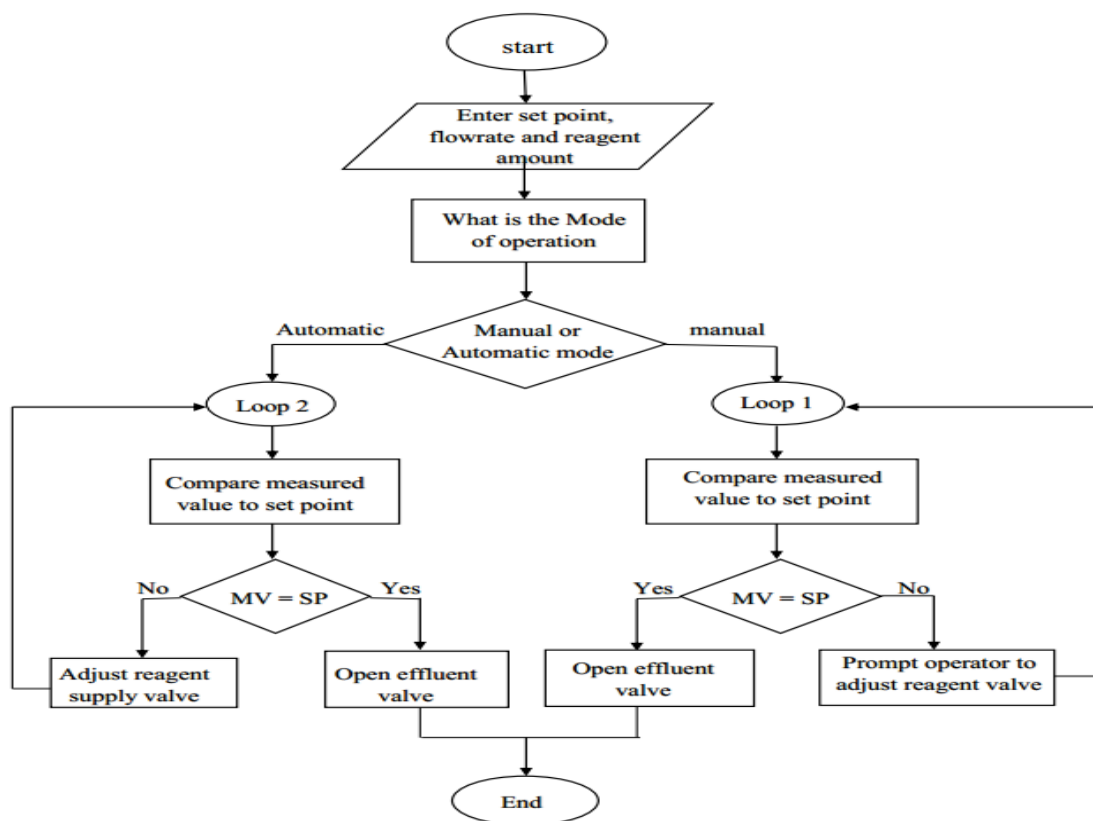 start
Enter set point,
flowrate and reagent
amount
What is the Mode
of operation
Automatic
Manual or
Automatic mode
manual
Loop 2
Loop 1
Compare measured
value to set point
Compare measured
value to set point
No
MV = SP
Yes
Yes
MV = SP
No
Adjust reagent
supply valve
Open effluent
valve
Open effluent
valve
Prompt operator to
adjust reagent valve
End